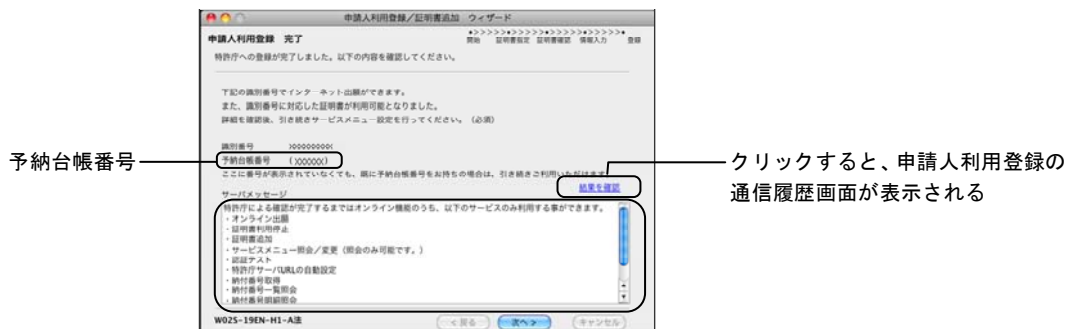 申請人利用登録／証明書追加 ウィザード
申請人利用登録 完了
•>>>>>•>>>>>•>>>>>•>>>>>•
開始 証明書指定 証明書確認 情報入力 登録
特許庁への登録が完了しました。以下の内容を確認してください。
下記の識別番号でインターネット出願ができます。
また、識別番号に対応した証明書が利用可能となりました。
詳細を確認後、引き続きサービスメニュー設定を行ってください。（必須）
識別番号 XXXXXXXXX
予納台帳番号
予納台帳番号 （XXXXXX）
クリックすると、申請人利用登録の
通信履歴画面が表示される
ここに番号が表示されていなくても、既に予納台帳番号をお持ちの場合は、引き続きご利用いただけます。
結果を確認
サーバメッセージ
特許庁による確認が完了するまではオンライン機能のうち、以下のサービスのみ利用する事ができます。
・オンライン出願
・証明書利用停止
・証明書追加
・サービスメニュー照会／変更（照会のみ可能です。）
・認証テスト
・特許庁サーバURLの自動設定
・納付番号取得
・納付番号一覧照会
・納付番号明細照会
W02S-19EN-H1-A法
< 戻る
次へ >
キャンセル